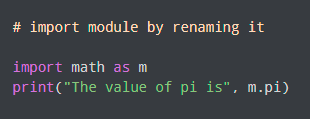 # import module by renaming it
import math as m
print("The value of pi is", m.pi)